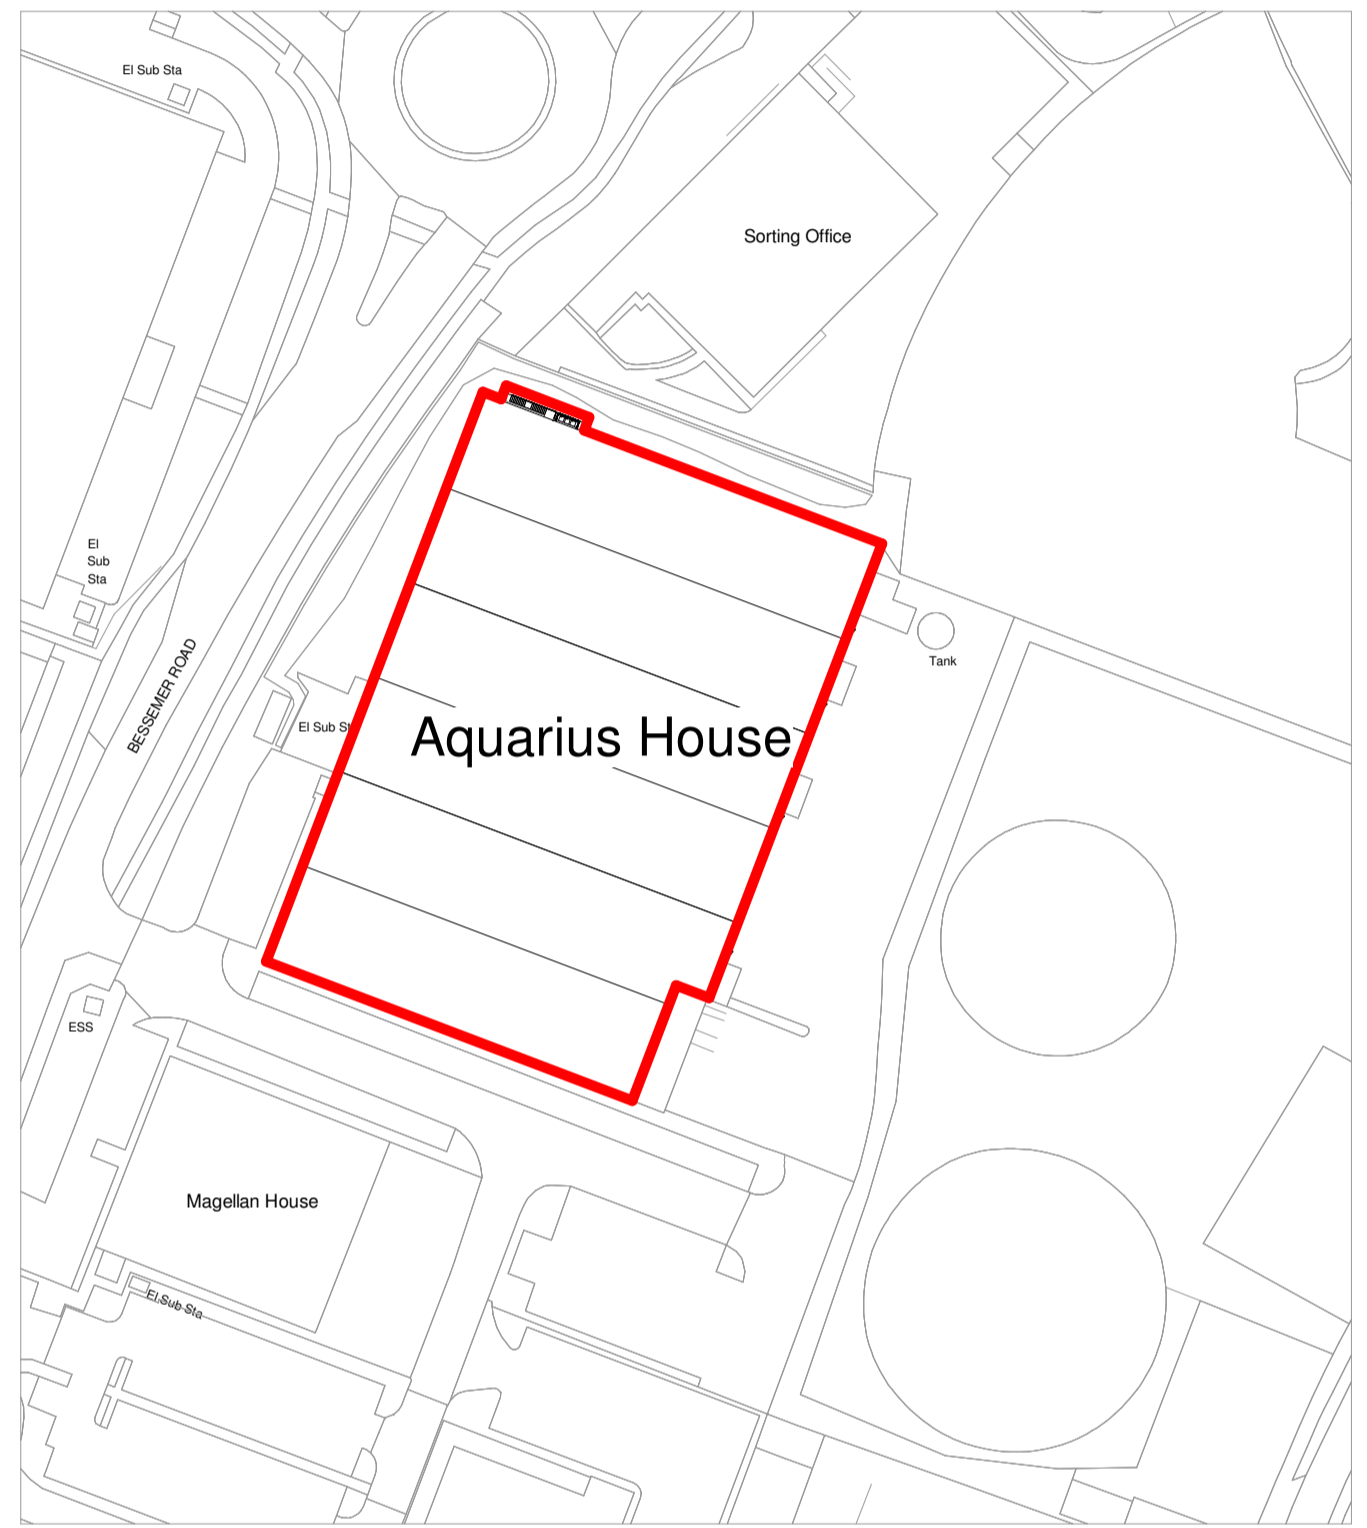 El Sub Sta
Sorting Office
El
Sub
Sta
Tank
BESSEMER ROAD
El Sub St
Aquarius House
ESS
Magellan House
El Sub Sta